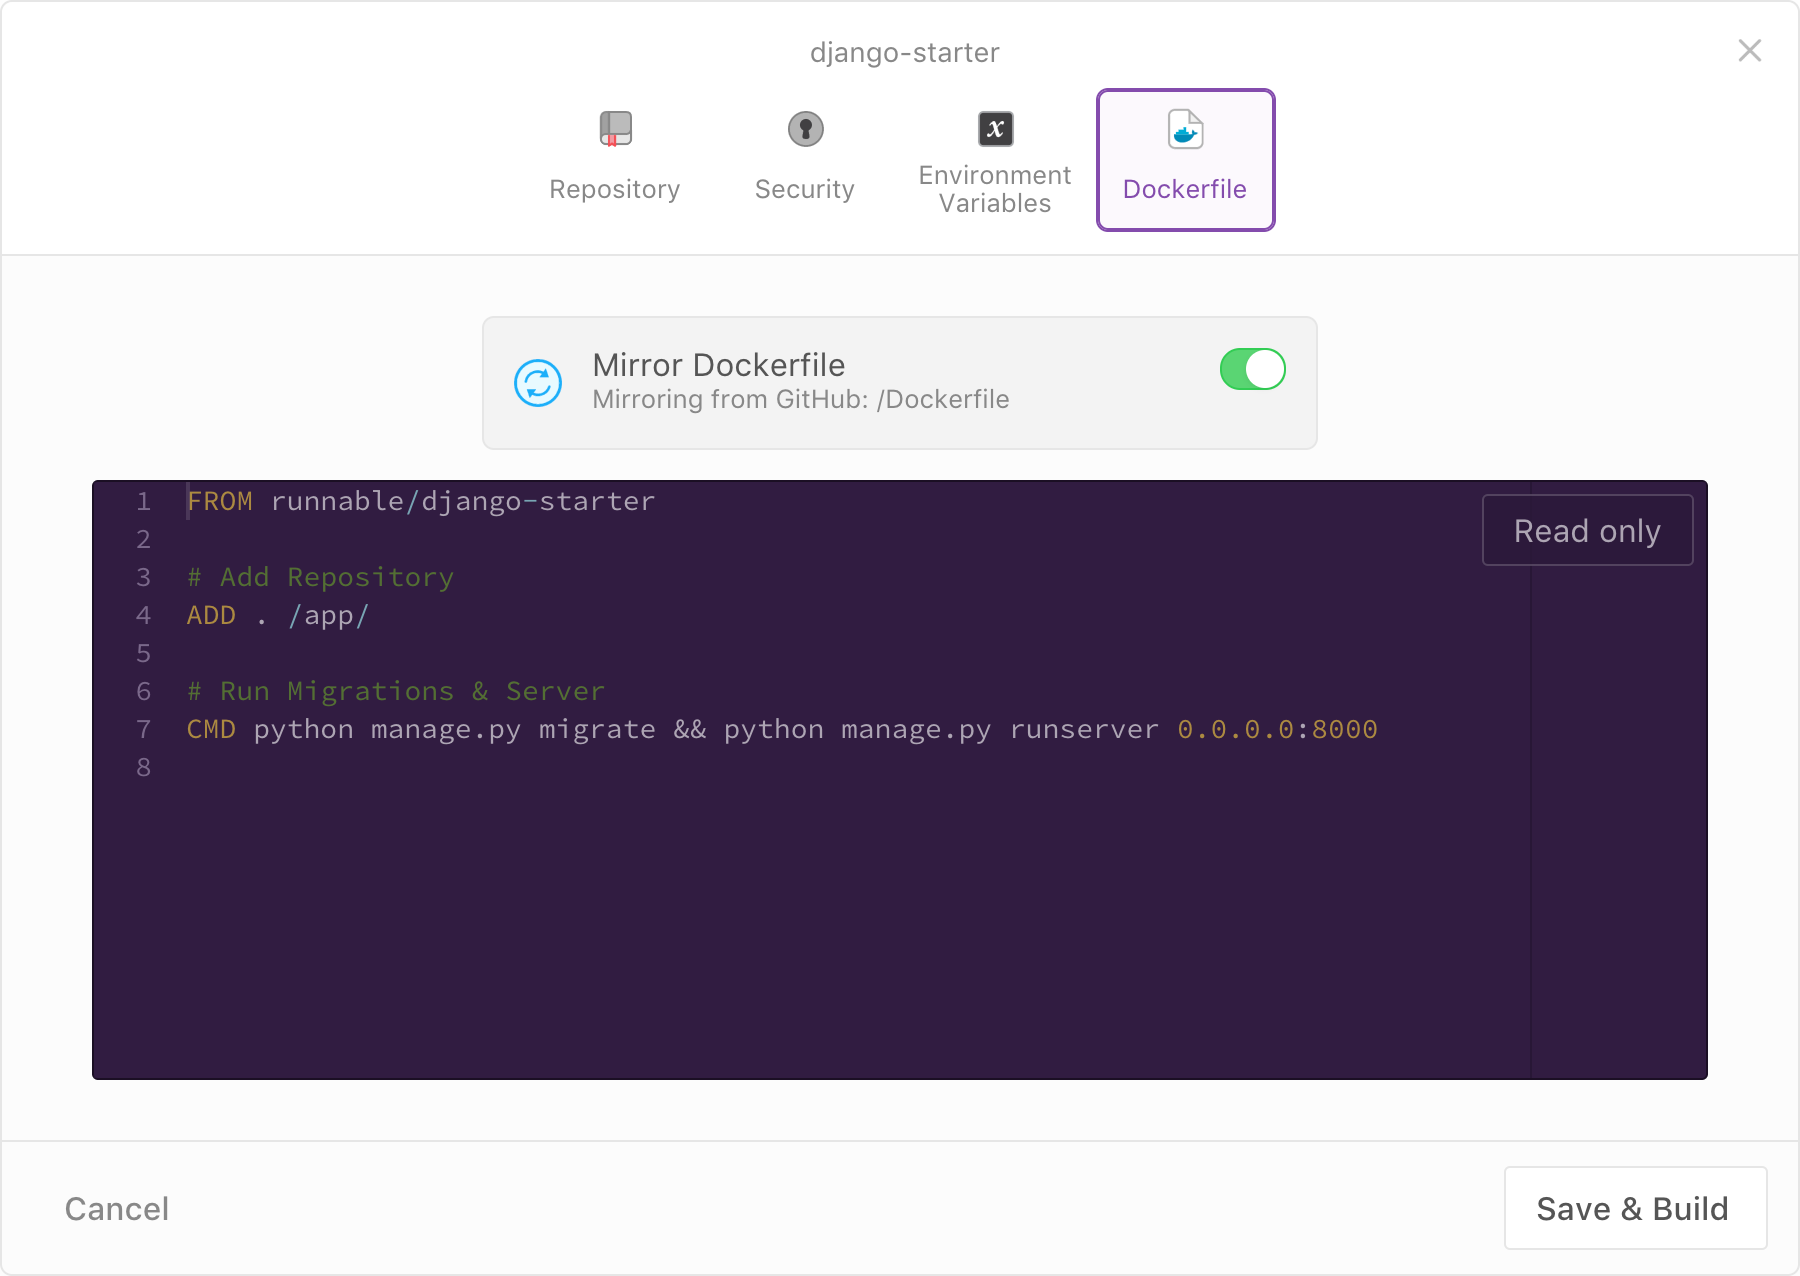 django-starter
Repository
Security
Environment
Variables
Dockerfile
Mirror Dockerfile
Mirroring from GitHub: /Dockerfile
Read only
1 FROM runnable/django-starter
2
3 # Add Repository
4 ADD . /app/
5
6 # Run Migrations & Server
7 CMD python manage.py migrate && python manage.py runserver 0.0.0.0:8000
8
Cancel
Save & Build